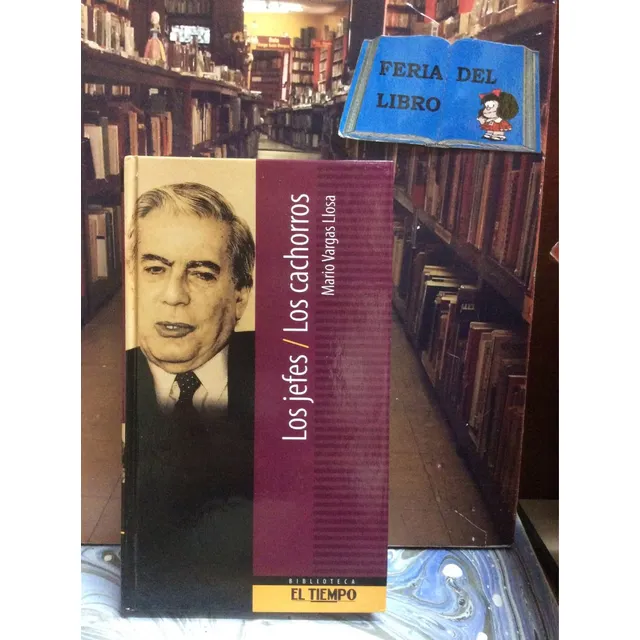 FERIA DEL
LIBRO
Los jefes / Los cachorros
Mario Vargas Llosa
BIBLIOTECA
EL TIEMPO